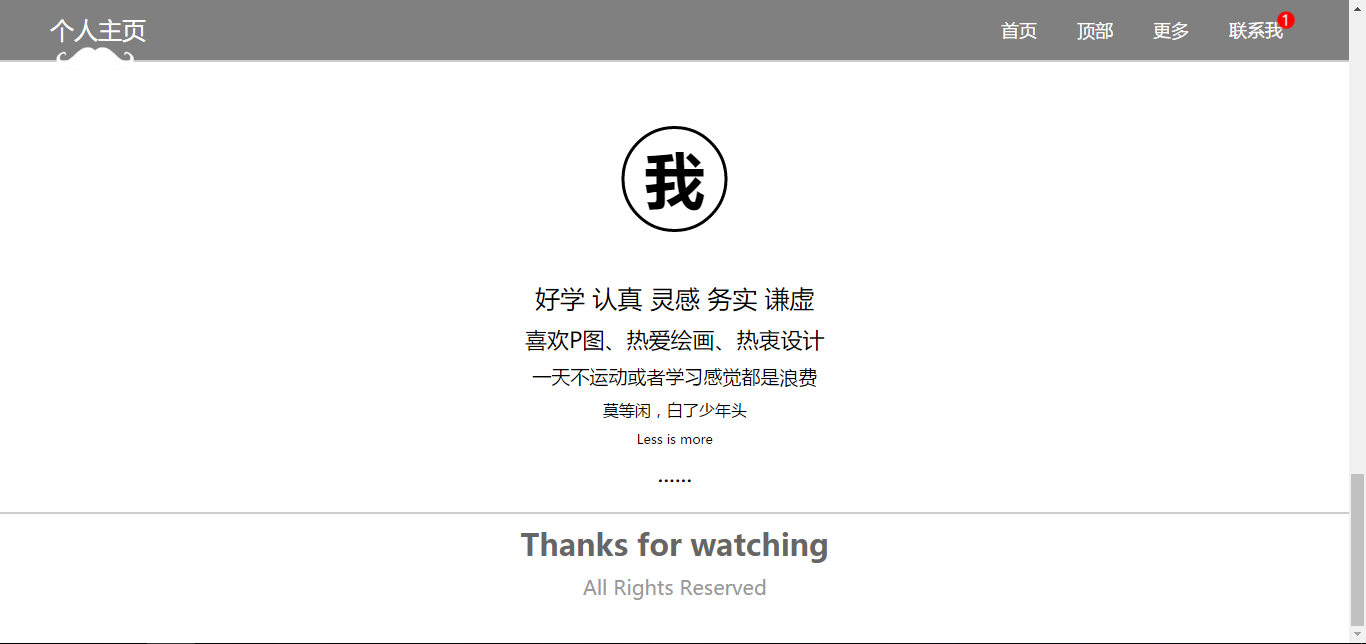 个人主页
首页 顶部 更多 联系我 1
我
好学 认真 灵感 务实 谦虚
喜欢P图、热爱绘画、热衷设计
一天不运动或者学习感觉都是浪费
莫等闲，白了少年头
Less is more
......
Thanks for watching
All Rights Reserved